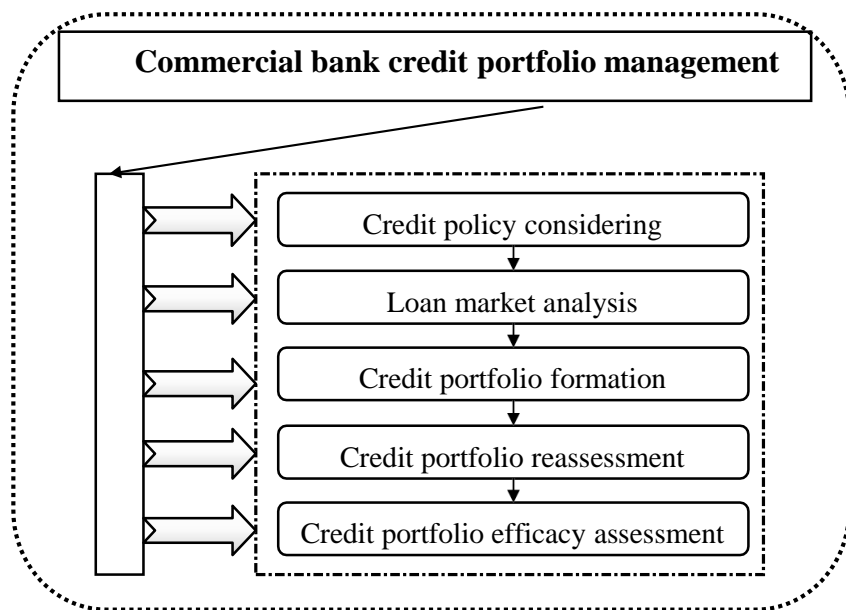 Commercial bank credit portfolio management
Credit policy considering
Loan market analysis
Credit portfolio formation
Credit portfolio reassessment
Credit portfolio efficacy assessment